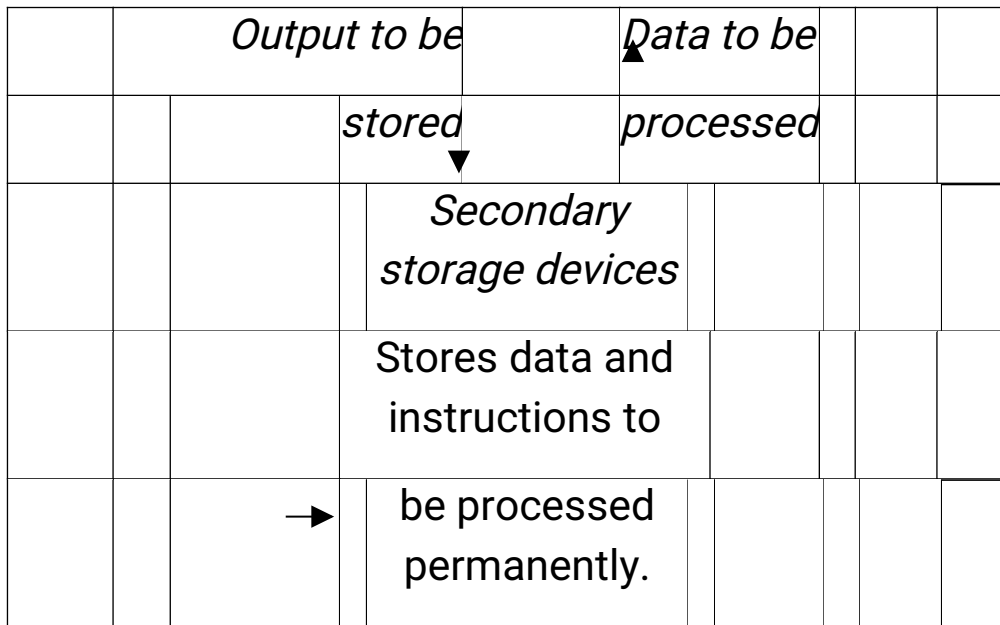 Output to be Data to be
stored processed
Secondary
storage devices
Stores data and
instructions to
be processed
permanently.